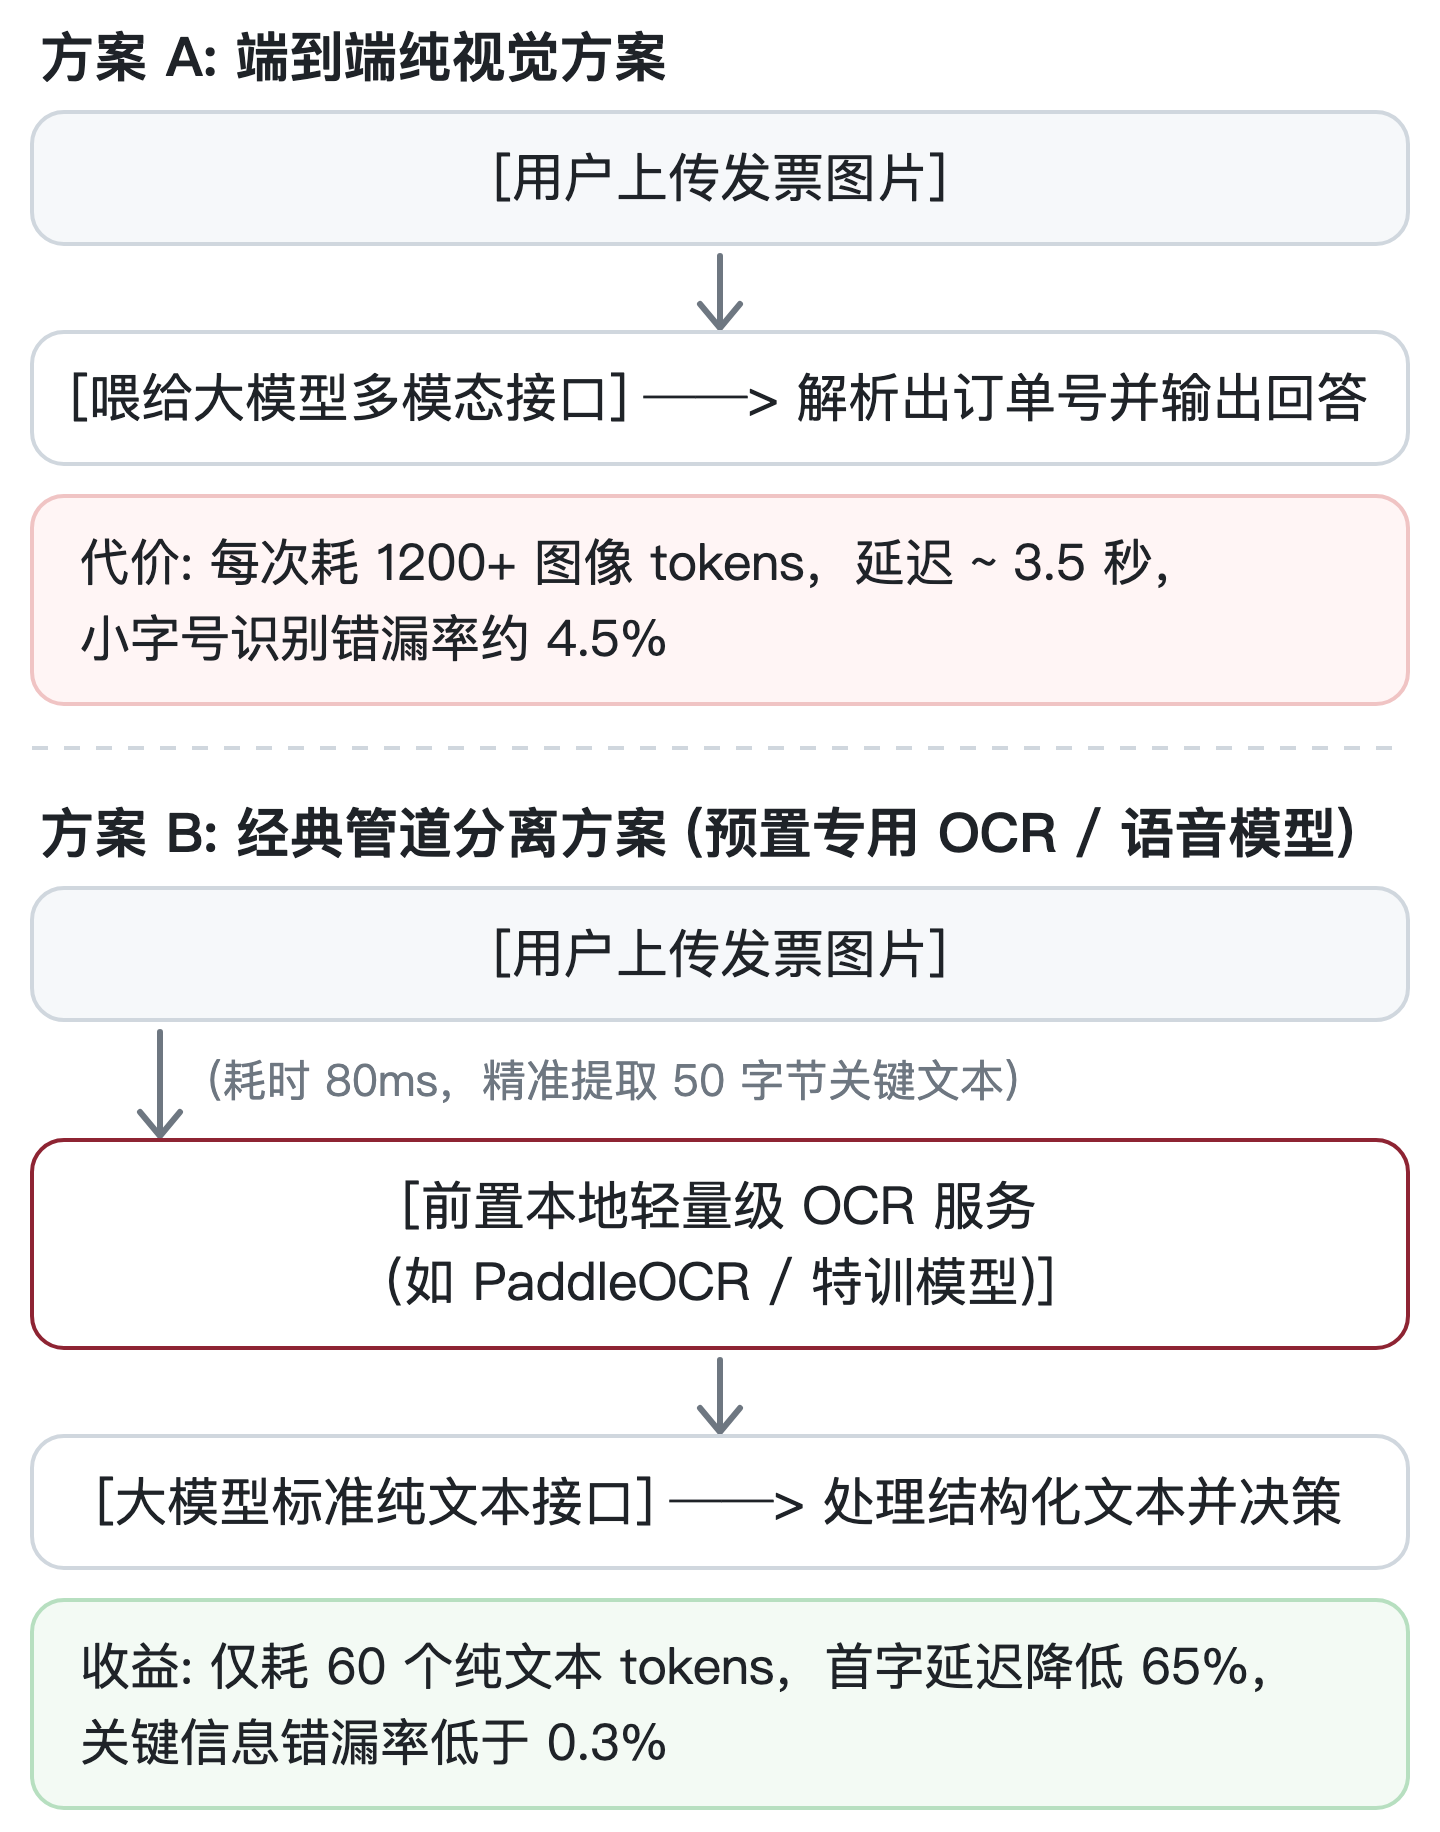 方案 A: 端到端纯视觉方案
[用户上传发票图片]
[喂给大模型多模态接口] ——> 解析出订单号并输出回答
代价: 每次耗 1200+ 图像 tokens，延迟 ~ 3.5 秒，
小字号识别错漏率约 4.5%
方案 B: 经典管道分离方案 (预置专用 OCR / 语音模型)
[用户上传发票图片]
(耗时 80ms，精准提取 50 字节关键文本)
[前置本地轻量级 OCR 服务
(如 PaddleOCR / 特训模型)]
[大模型标准纯文本接口] ——> 处理结构化文本并决策
收益: 仅耗 60 个纯文本 tokens，首字延迟降低 65%，
关键信息错漏率低于 0.3%